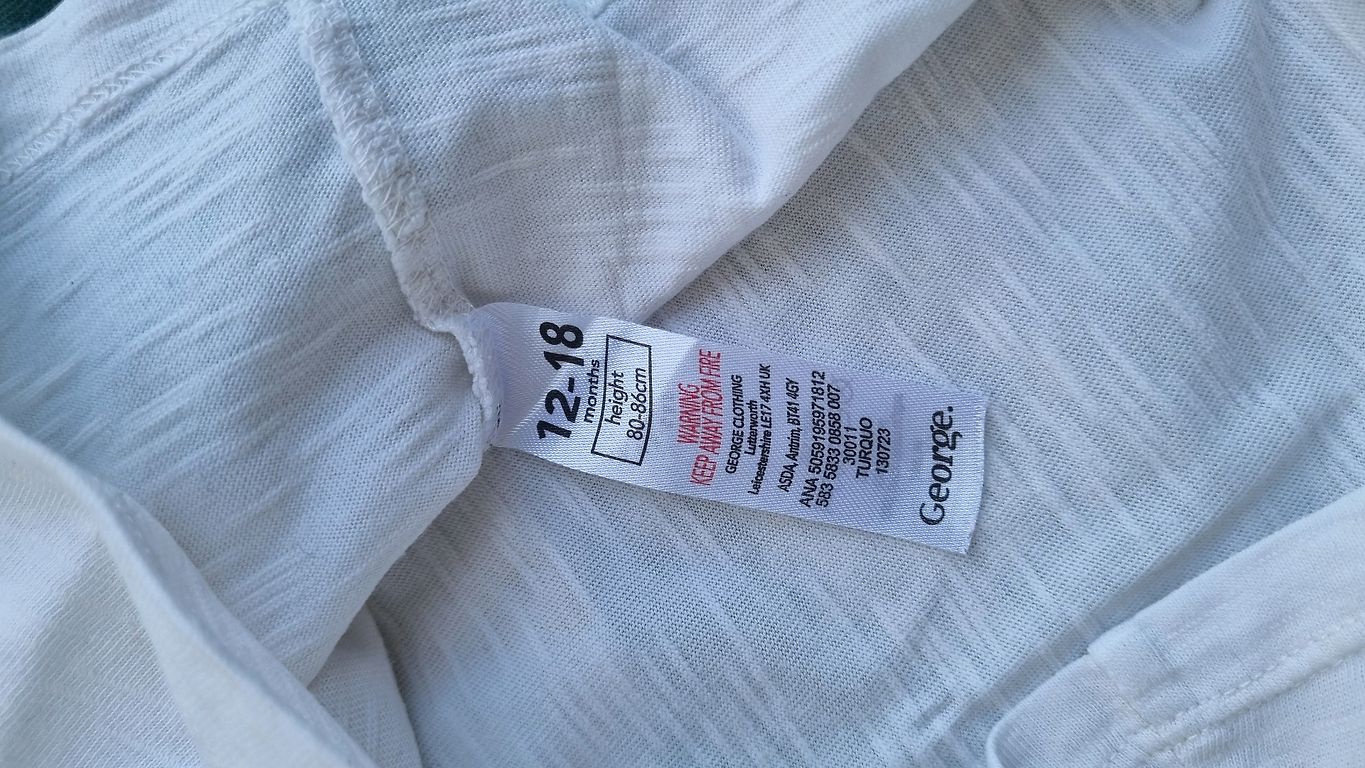 12-18
months
height
80-86cm
WARNING
KEEP AWAY FROM FIRE
GEORGE CLOTHING
Lutterworth
Leicestershire LE17 4XH UK
ASDA, Antrim, BT41 4GY
ANA 5059195971812
583 5833 0858 007
30011
TURQUO
130723
George.